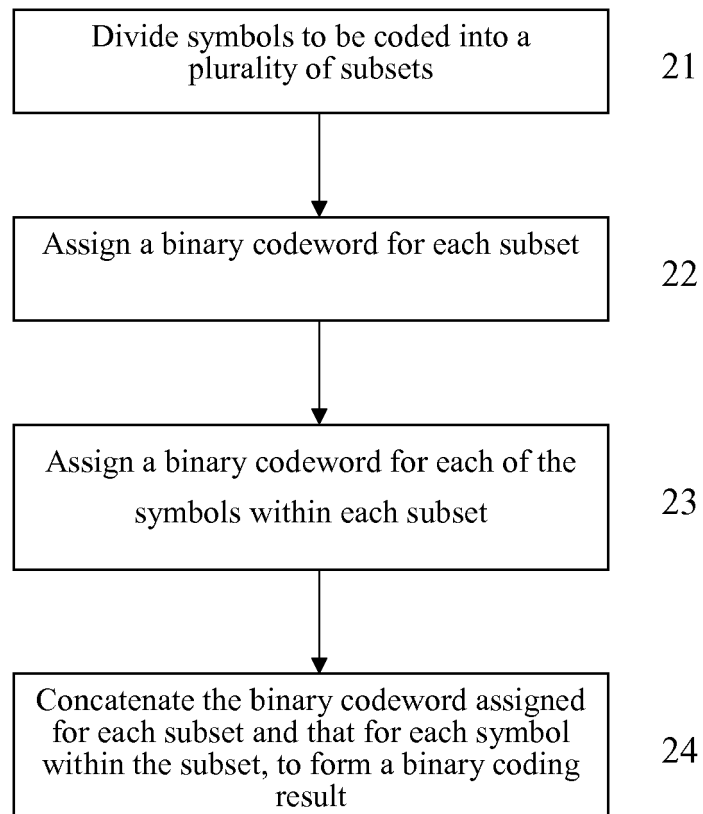 Divide symbols to be coded into a
plurality of subsets
21
Assign a binary codeword for each subset
22
Assign a binary codeword for each of the
symbols within each subset
23
Concatenate the binary codeword assigned
for each subset and that for each symbol
within the subset, to form a binary coding
result
24